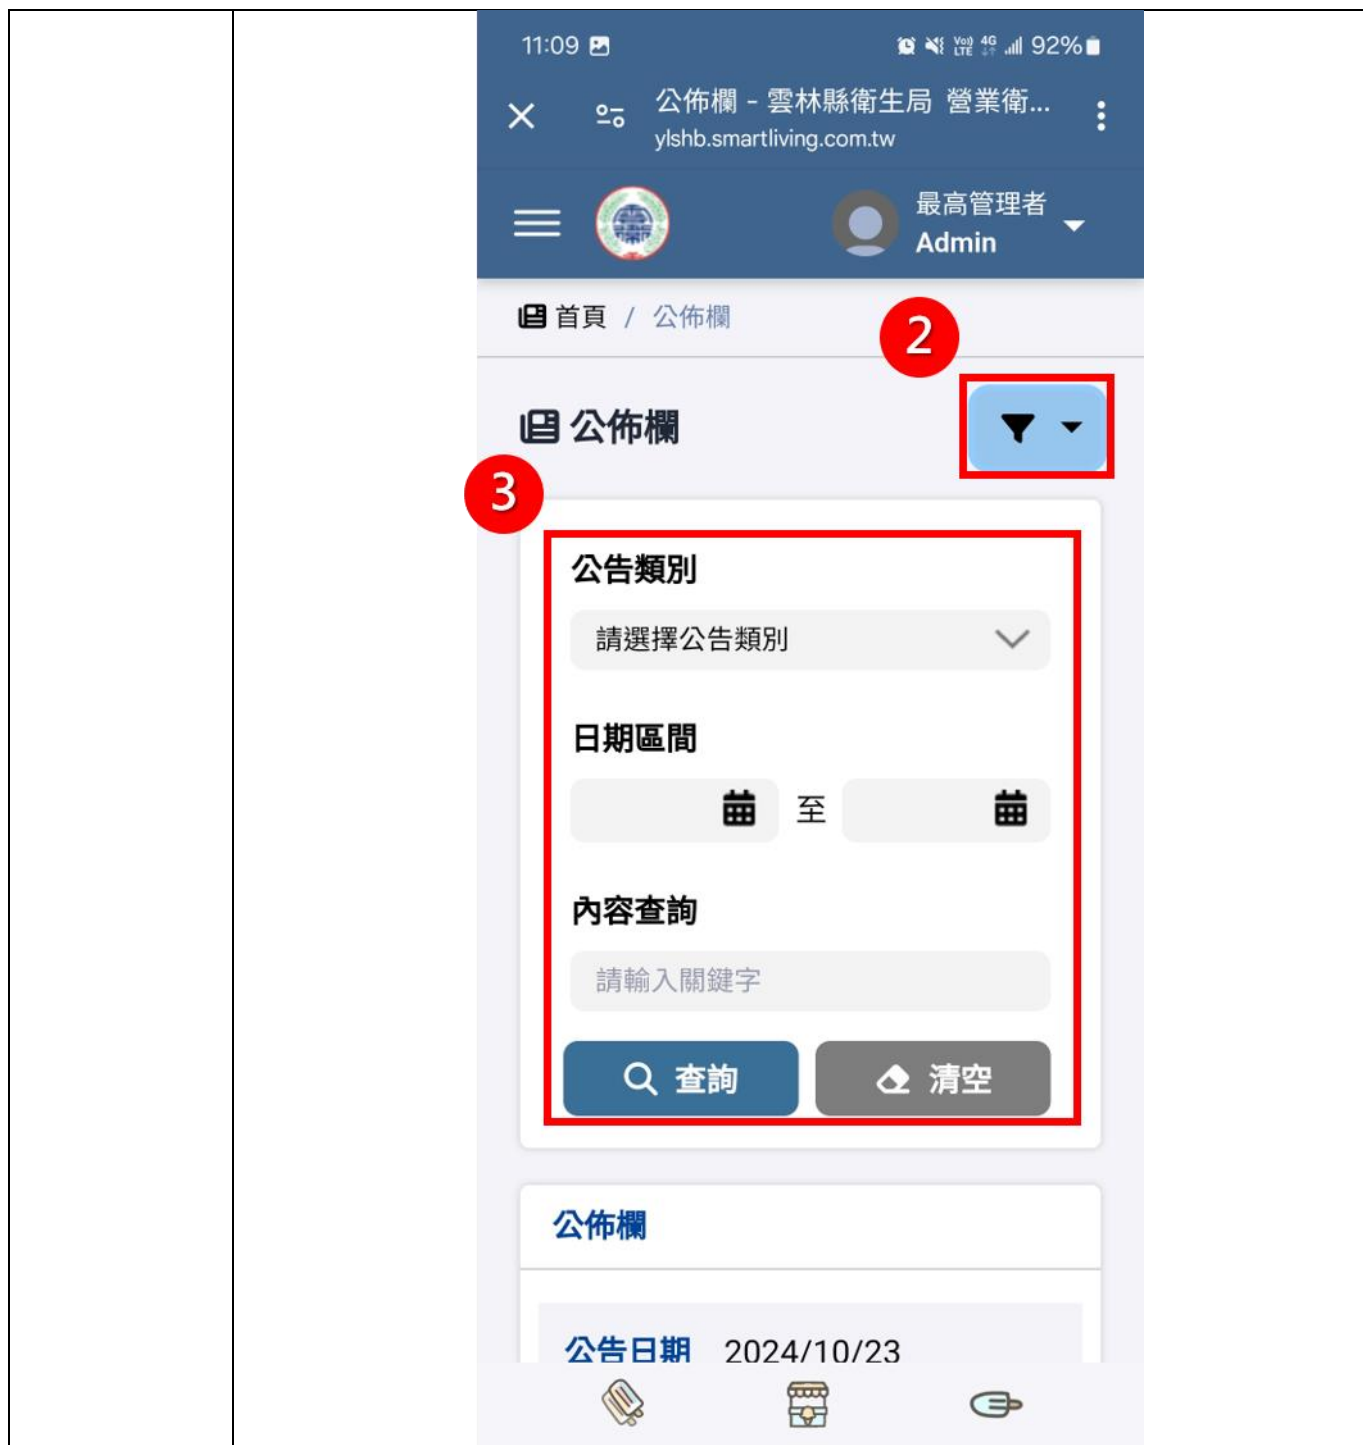 11:09 Vo) LTE 4G 92%
公佈欄 - 雲林縣衛生局 營業衛...
ylshb.smartliving.com.tw
最高管理者
Admin
首頁 / 公佈欄
2
公佈欄
3
公告類別
請選擇公告類別
日期區間
至
內容查詢
請輸入關鍵字
查詢 清空
公佈欄
公告日期 2024/10/23